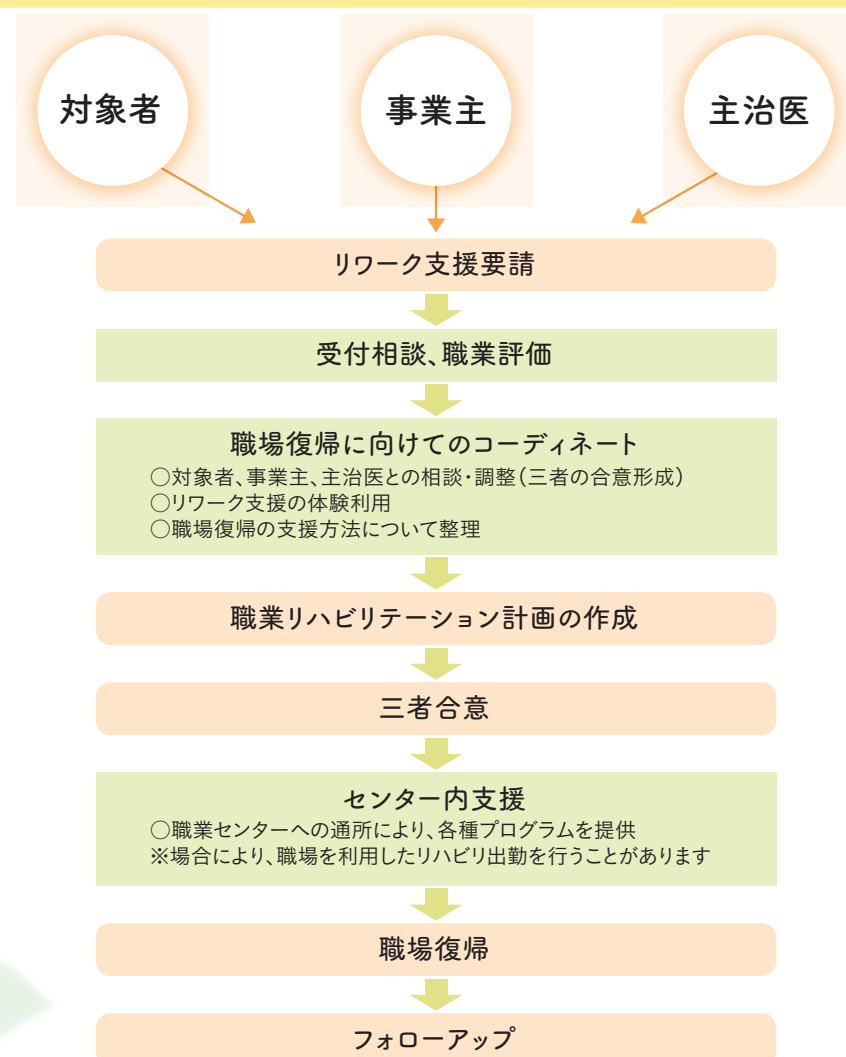 対象者
事業主
主治医
リワーク支援要請
受付相談、職業評価
職場復帰に向けてのコーディネート
○対象者、事業主、主治医との相談・調整(三者の合意形成)
○リワーク支援の体験利用
○職場復帰の支援方法について整理
職業リハビリテーション計画の作成
三者合意
センター内支援
○職業センターへの通所により、各種プログラムを提供
※場合により、職場を利用したリハビリ出勤を行うことがあります
職場復帰
フォローアップ